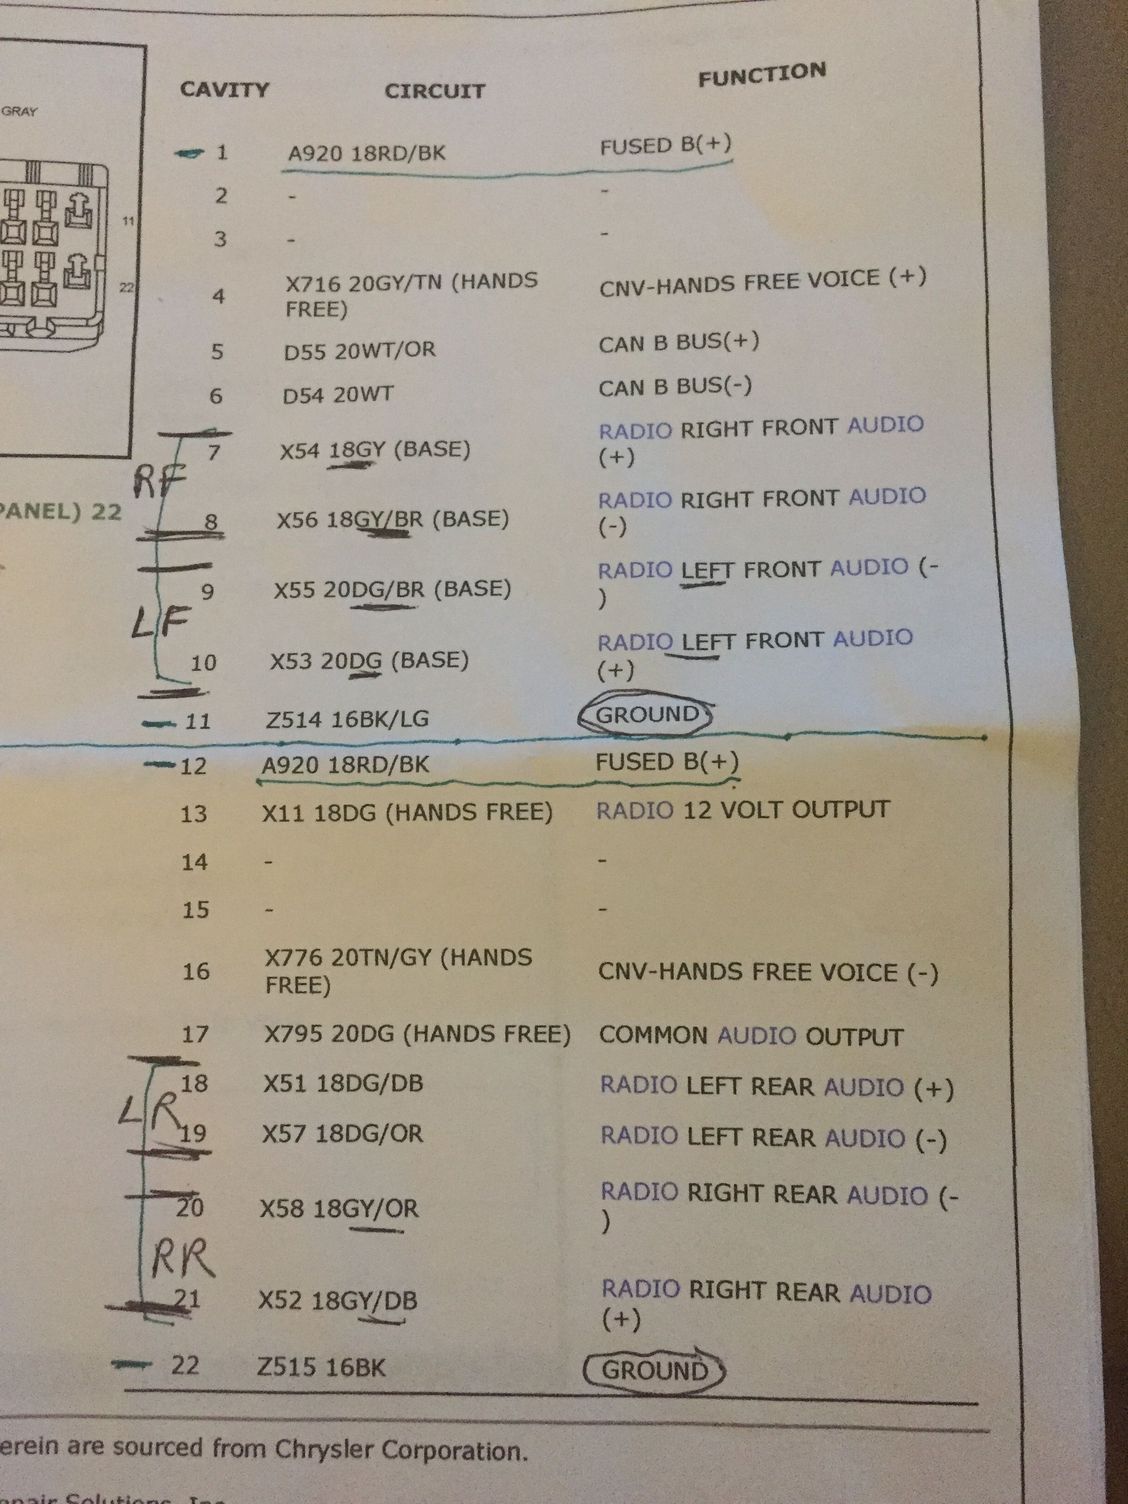 CAVITY CIRCUIT FUNCTION
GRAY
1 A920 18RD/BK FUSED B(+)
2 - -
11
3 - -
22
4 X716 20GY/TN (HANDS FREE) CNV-HANDS FREE VOICE (+)
5 D55 20WT/OR CAN B BUS(+)
6 D54 20WT CAN B BUS(-)
7 X54 18GY (BASE) RADIO RIGHT FRONT AUDIO (+)
RF
PANEL) 22
8 X56 18GY/BR (BASE) RADIO RIGHT FRONT AUDIO (-)
9 X55 20DG/BR (BASE) RADIO LEFT FRONT AUDIO (-)
LF
10 X53 20DG (BASE) RADIO LEFT FRONT AUDIO (+)
11 Z514 16BK/LG GROUND
12 A920 18RD/BK FUSED B(+)
13 X11 18DG (HANDS FREE) RADIO 12 VOLT OUTPUT
14 - -
15 - -
16 X776 20TN/GY (HANDS FREE) CNV-HANDS FREE VOICE (-)
17 X795 20DG (HANDS FREE) COMMON AUDIO OUTPUT
18 X51 18DG/DB RADIO LEFT REAR AUDIO (+)
LR
19 X57 18DG/OR RADIO LEFT REAR AUDIO (-)
20 X58 18GY/OR RADIO RIGHT REAR AUDIO (-)
RR
21 X52 18GY/DB RADIO RIGHT REAR AUDIO (+)
22 Z515 16BK GROUND
erein are sourced from Chrysler Corporation.
epair Solutions, Inc